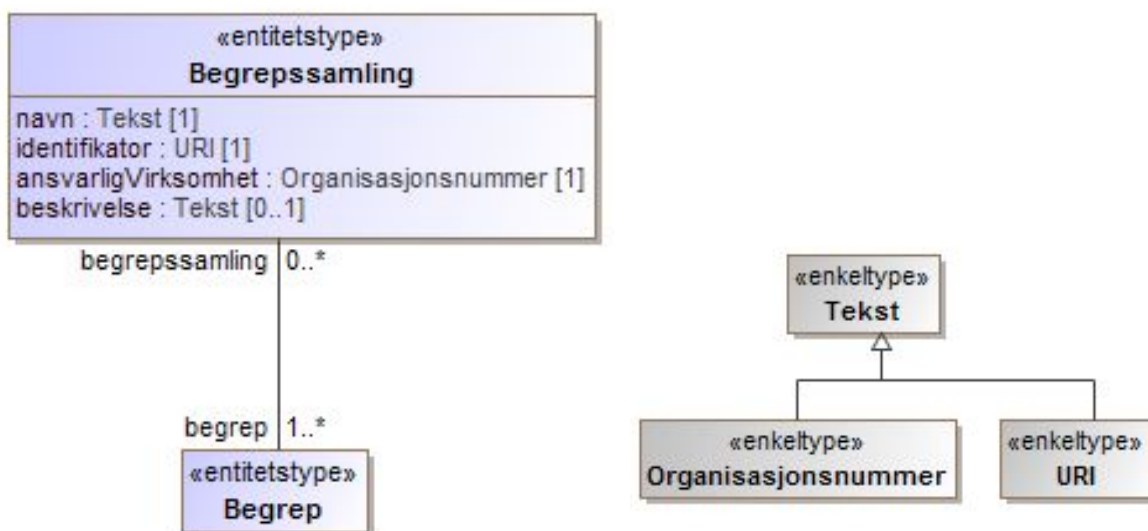 «entitetstype»
Begrepssamling
navn : Tekst [1]
identifikator : URI [1]
ansvarligVirksomhet : Organisasjonsnummer [1]
beskrivelse : Tekst [0..1]
begrepssamling 0..*
begrep 1..*
«entitetstype»
Begrep
«enkeltype»
Tekst
«enkeltype»
Organisasjonsnummer
«enkeltype»
URI